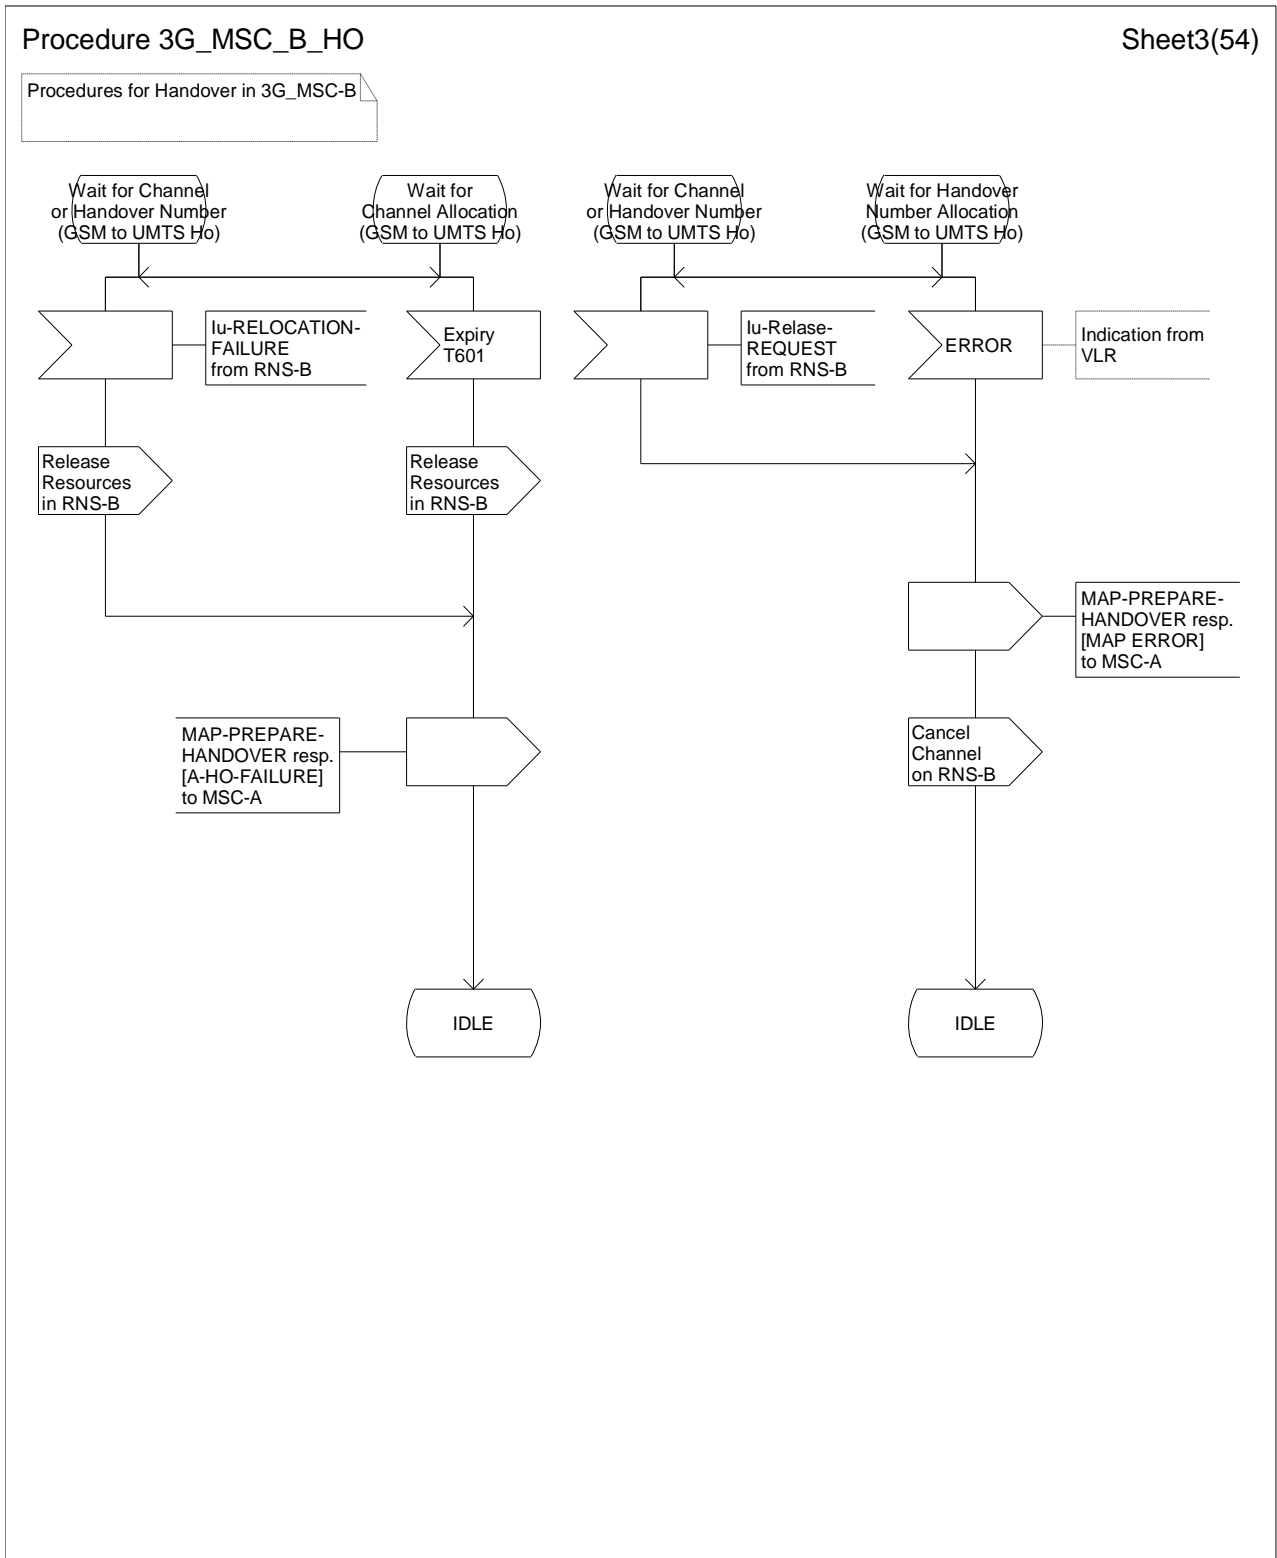 Procedure 3G_MSC_B_HO
Sheet3(54)
Procedures for Handover in 3G_MSC-B
Wait for Channel
or Handover Number
(GSM to UMTS Ho)
Wait for
Channel Allocation
(GSM to UMTS Ho)
Wait for Channel
or Handover Number
(GSM to UMTS Ho)
Wait for Handover
Number Allocation
(GSM to UMTS Ho)
Iu-RELOCATION-
FAILURE
from RNS-B
Expiry
T601
Iu-Relase-
REQUEST
from RNS-B
ERROR
Indication from
VLR
Release
Resources
in RNS-B
Release
Resources
in RNS-B
MAP-PREPARE-
HANDOVER resp.
[MAP ERROR]
to MSC-A
MAP-PREPARE-
HANDOVER resp.
[A-HO-FAILURE]
to MSC-A
Cancel
Channel
on RNS-B
IDLE
IDLE